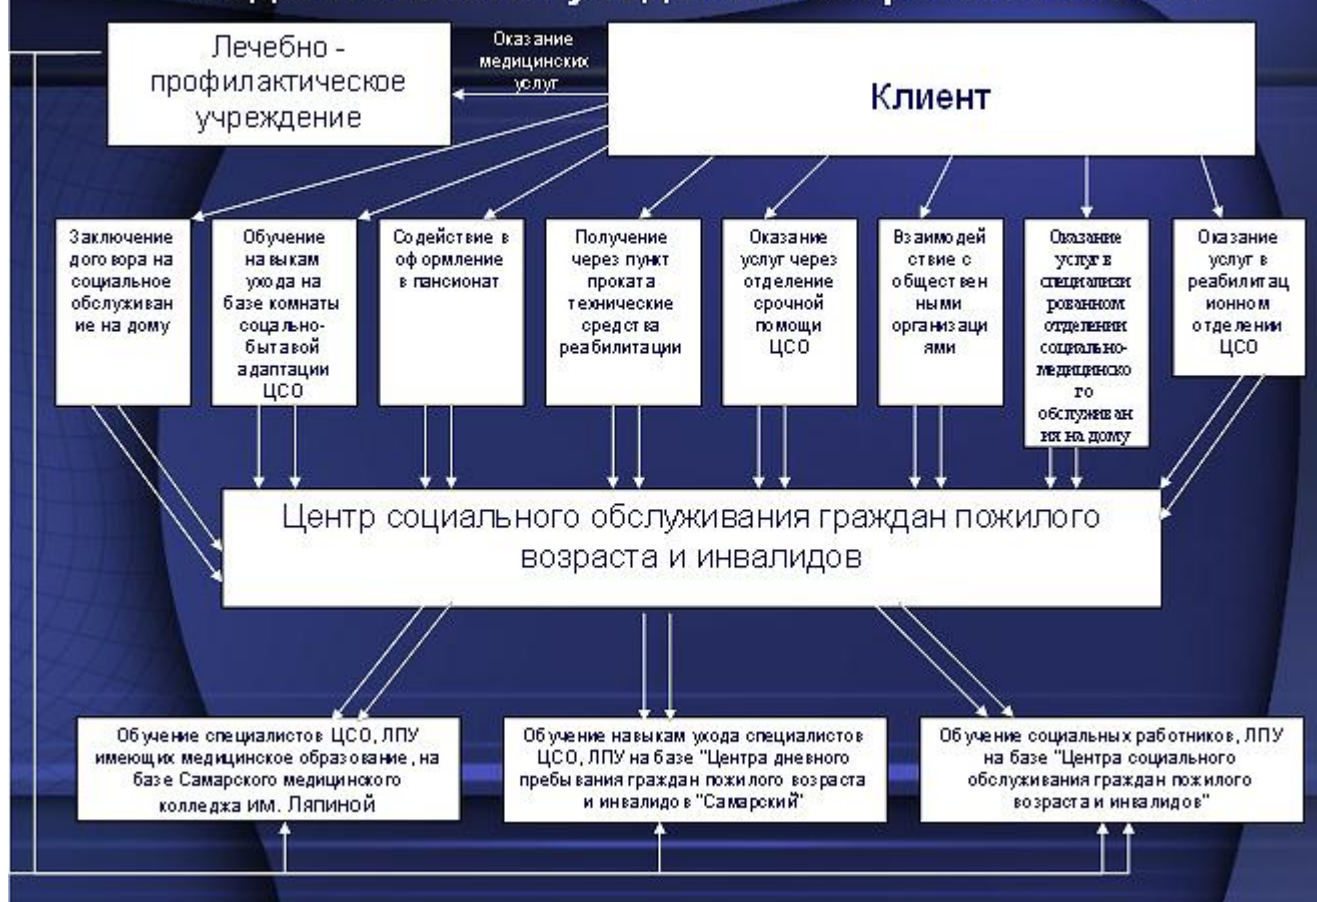 Лечебно -
профилактическое
учреждение
Оказание
медицинских
услуг
Клиент
Заключение
договора на
социальное
обслуживан
ие на дому
Обучение
навыкам
ухода на
базе комнаты
соцально-
бытавой
адаптации
ЦСО
Содействие в
оформление
в пансионат
Получение
через пункт
проката
технические
средства
реабилитации
Оказание
услуг через
отделение
срочной
помощи
ЦСО
Взаимодей
ствие с
обществен
ными
организаци
ями
Оказание
услуг в
специализи
рованном
отделении
социально-
медицинско
го
обслуживан
ия на дому
Оказание
услуг в
реабилитац
ионном
отделении
ЦСО
Центр социального обслуживания граждан пожилого
возраста и инвалидов
Обучение специалистов ЦСО, ЛПУ
имеющих медицинское образование, на
базе Самарского медицинского
колледжа им. Ляпиной
Обучение навыкам ухода специалистов
ЦСО, ЛПУ на базе "Центра дневного
пребывания граждан пожилого возраста
и инвалидов "Самарский"
Обучение социальных работников, ЛПУ
на базе "Центра социального
обслуживания граждан пожилого
возраста и инвалидов"